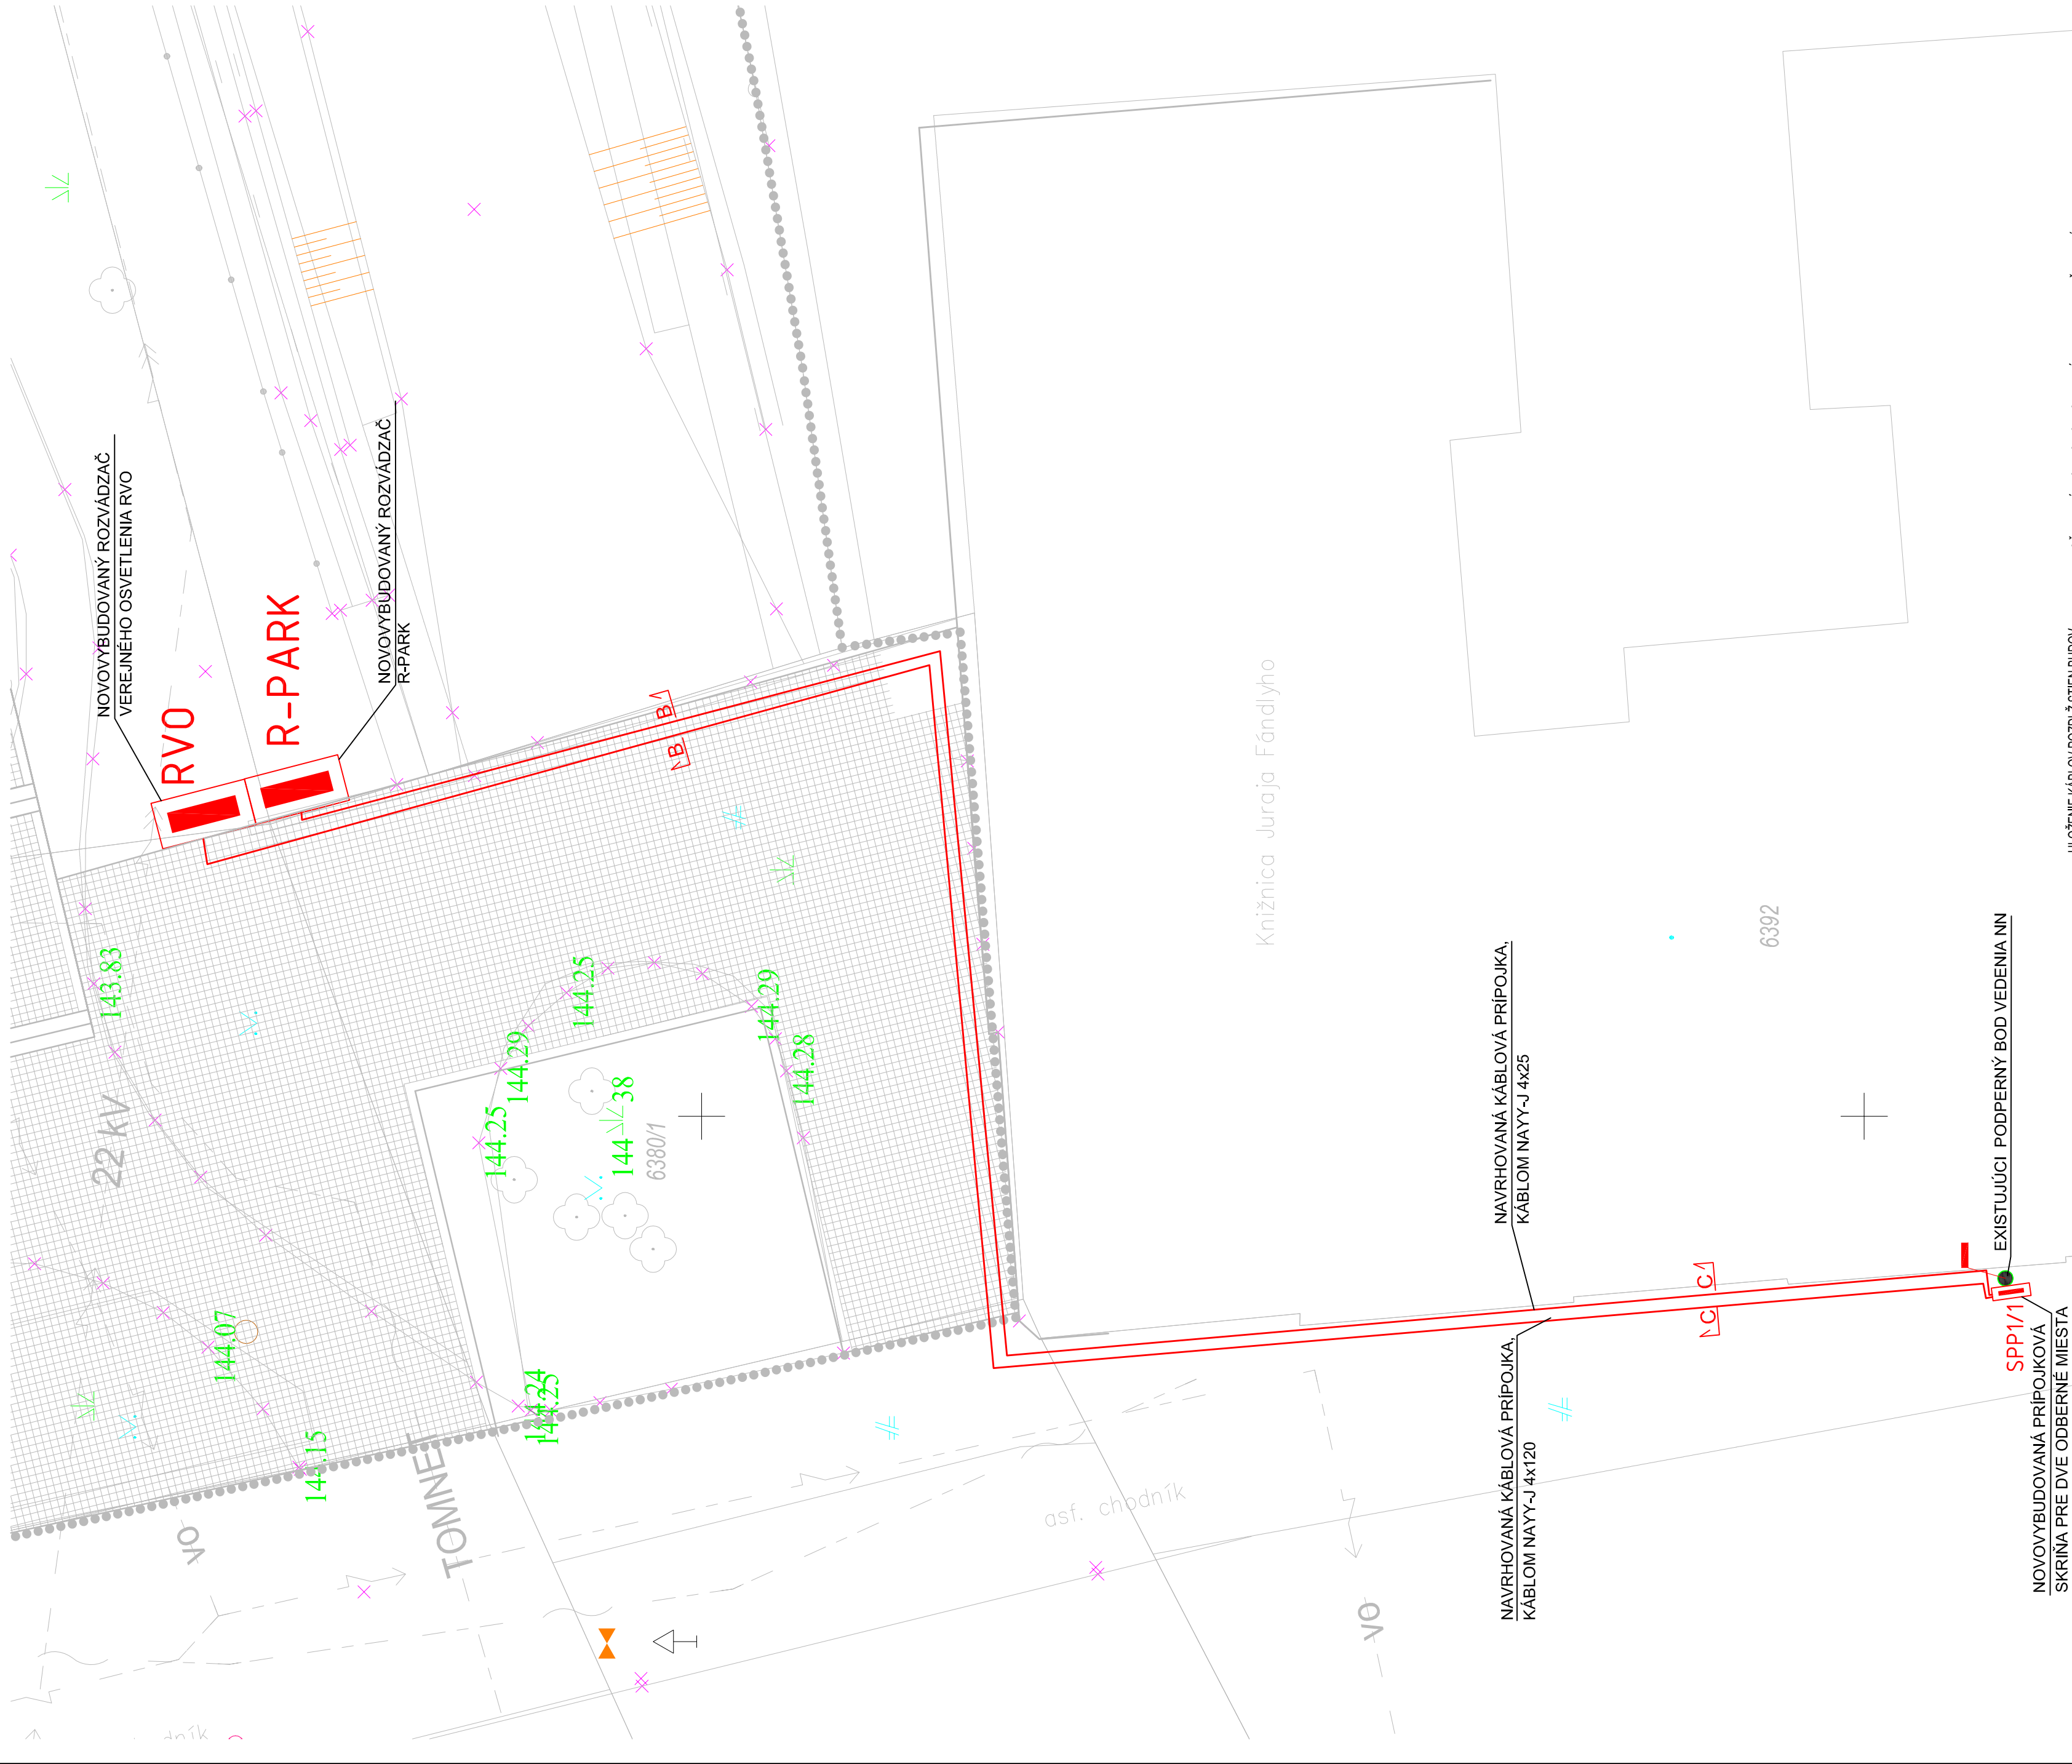 NOVOVYBUDOVANÝ ROZVÁDZAČ
VEREJNÉHO OSVETLENIA RVO
RVO
R-PARK
NOVOVYBUDOVANÝ ROZVÁDZAČ
R-PARK
B
B
143.83
22 kV
144.25
144.29
144.29
144.28
144.25
144 38
6380/1
144.07
144.24
144.25
144.15
TOMINET
VO
Knižnica Juraja Fándlyho
6392
NAVRHOVANÁ KÁBLOVÁ PRÍPOJKA,
KÁBLOM NAYY-J 4x25
EXISTUJÚCI PODPERNÝ BOD VEDENIA NN
C
C
NAVRHOVANÁ KÁBLOVÁ PRÍPOJKA,
KÁBLOM NAYY-J 4x120
SPP1/1
NOVOVYBUDOVANÁ PRÍPOJKOVÁ
SKRIŇA PRE DVE ODBERNÉ MIESTA
asf. chodník
VO